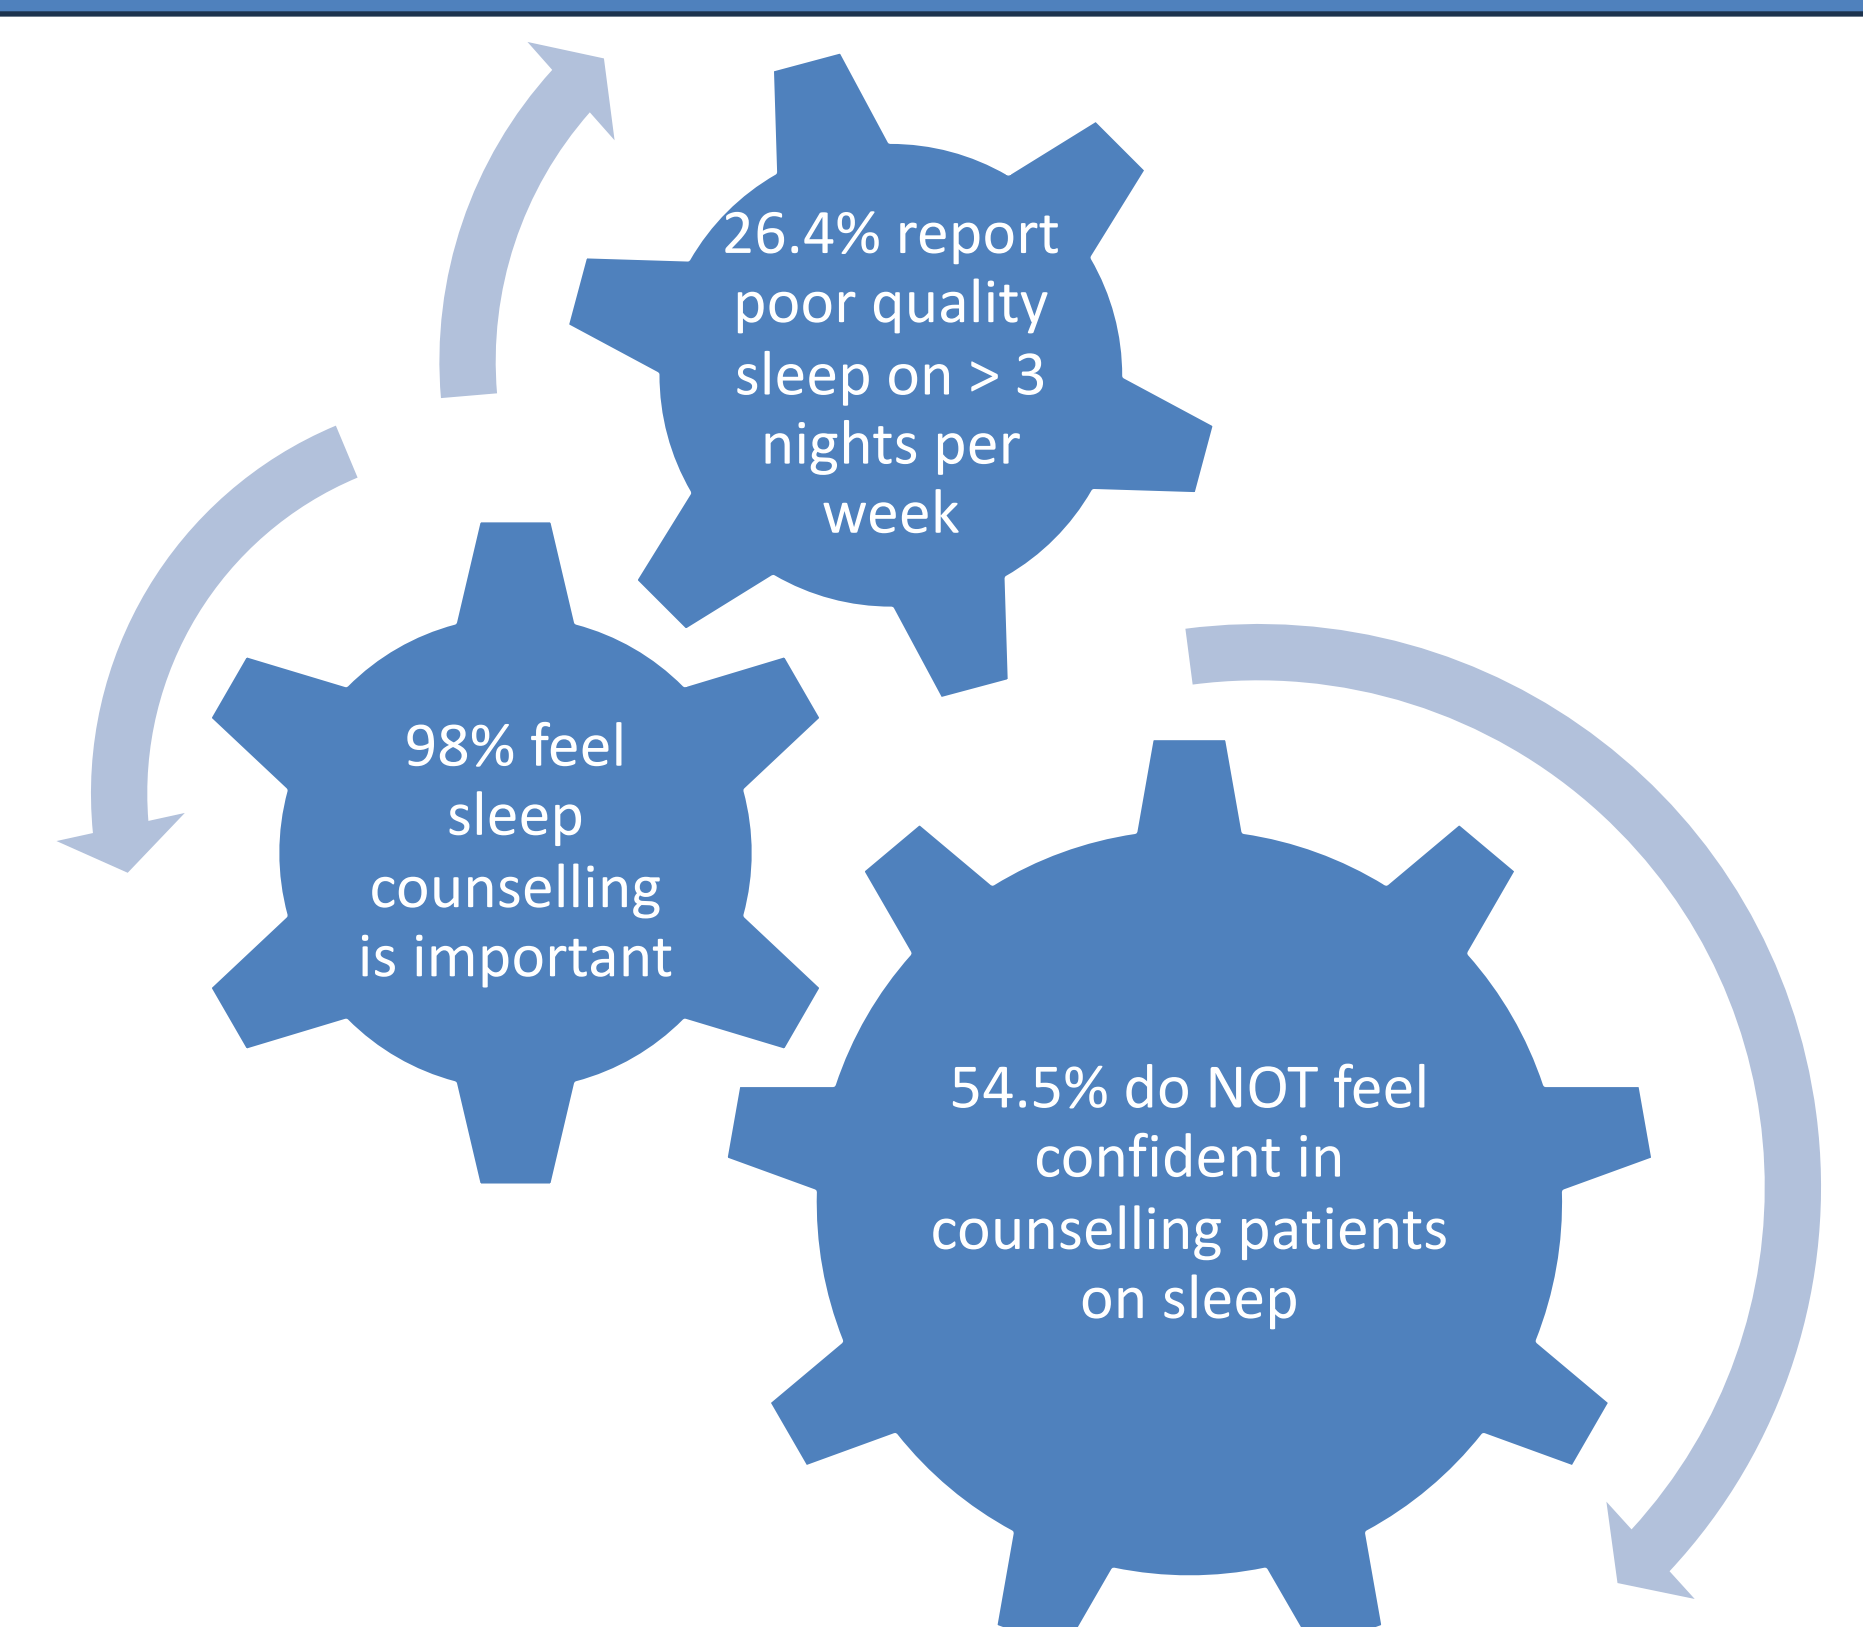 26.4% report
poor quality
sleep on > 3
nights per
week
98% feel
sleep
counselling
is important
54.5% do NOT feel
confident in
counselling patients
on sleep